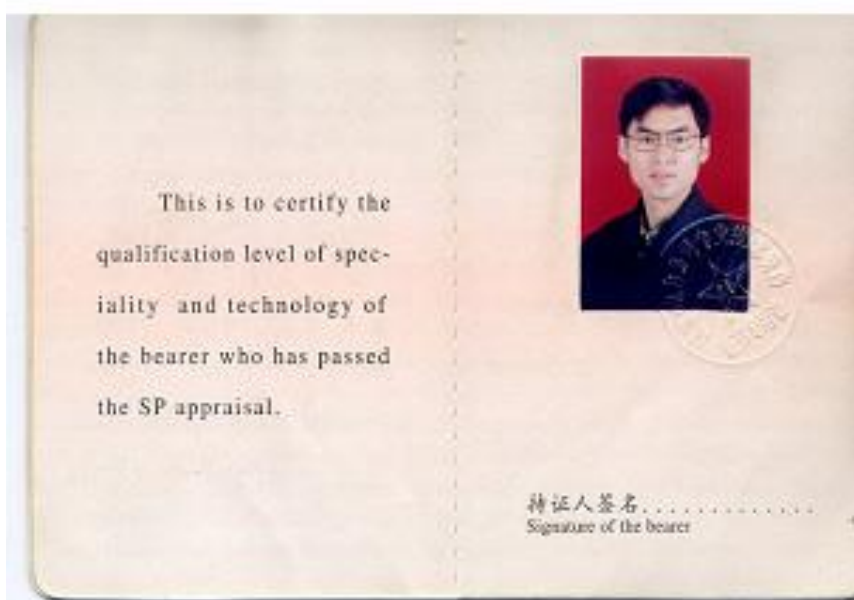 This is to certify the
qualification level of spec-
iality and technology of
the bearer who has passed
the SP appraisal.
持证人签名..............
Signature of the bearer